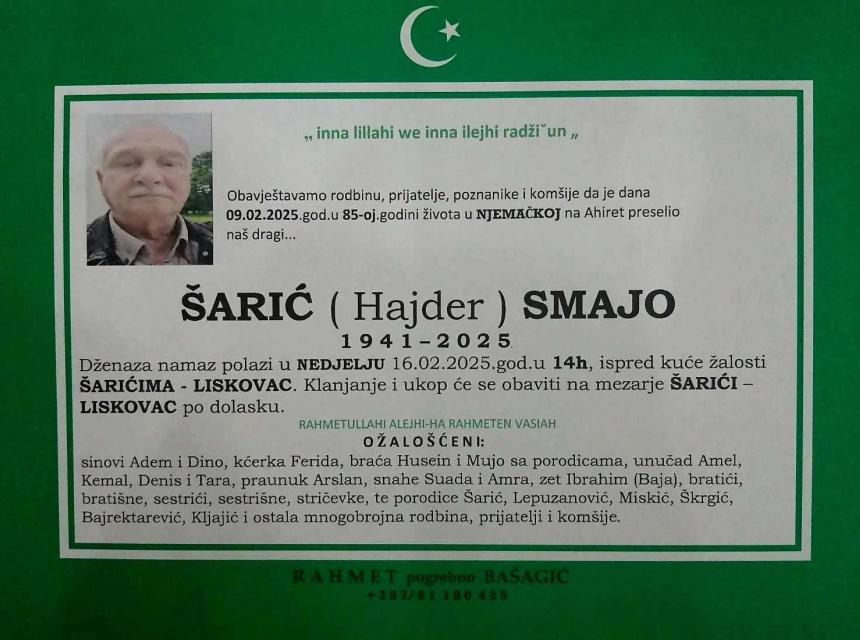 „ inna lillahi we inna ilejhi radži˘un „
Obavještavamo rodbinu, prijatelje, poznanike i komšije da je dana
09.02.2025.god.u 85-oj.godini života u NJEMAČKOJ na Ahiret preselio
naš dragi...
ŠARIĆ ( Hajder ) SMAJO
1941–2025
Dženaza namaz polazi u NEDJELJU 16.02.2025.god.u 14h, ispred kuće žalosti
ŠARIĆIMA - LISKOVAC. Klanjanje i ukop će se obaviti na mezarje ŠARIĆI –
LISKOVAC po dolasku.
RAHMETULLAHI ALEJHI-HA RAHMETEN VASIAH
OŽALOŠĆENI:
sinovi Adem i Dino, kćerka Ferida, braća Husein i Mujo sa porodicama, unučad Amel,
Kemal, Denis i Tara, praunuk Arslan, snahe Suada i Amra, zet Ibrahim (Baja), bratići,
bratišne, sestrići, sestrišne, stričevke, te porodice Šarić, Lepuzanović, Miskić, Škrgić,
Bajrektarević, Kljajić i ostala mnogobrojna rodbina, prijatelji i komšije.
RAHMET pogrebno BAŠAGIĆ
+387/61 180 425